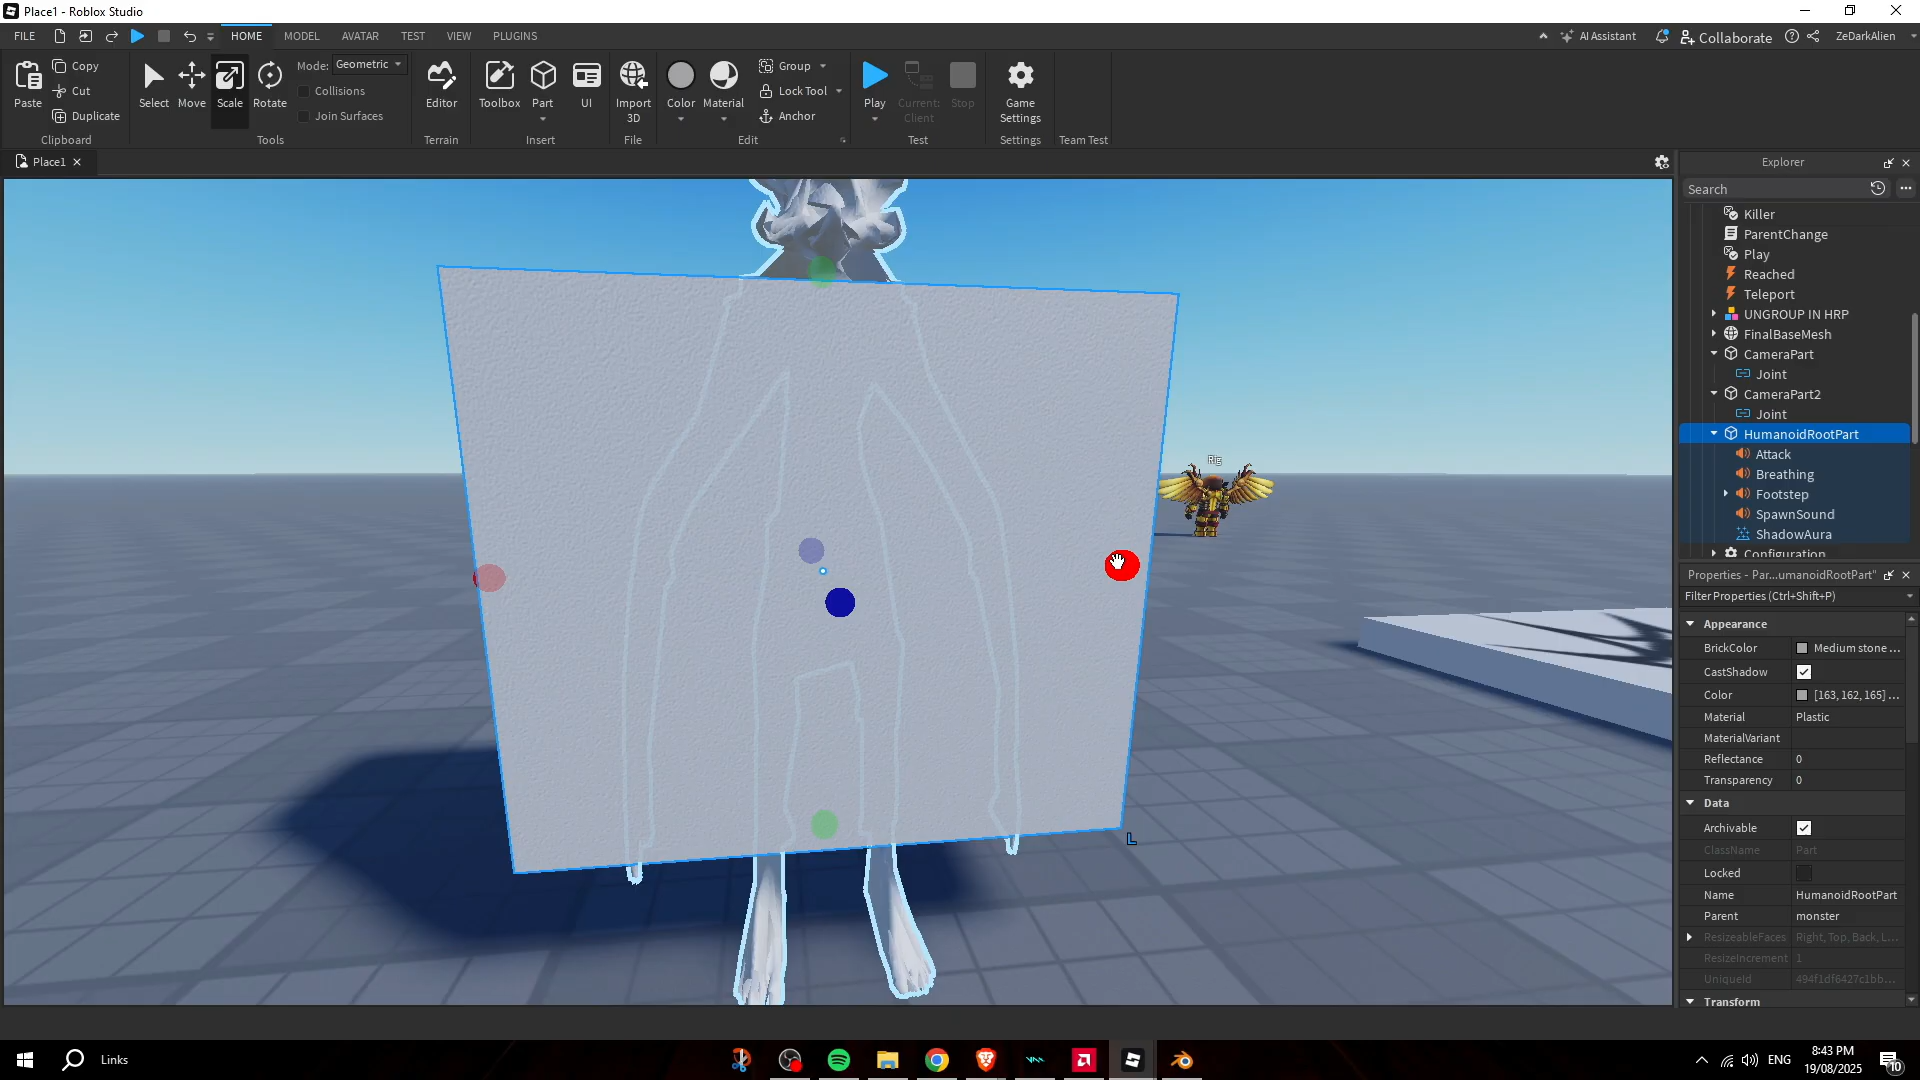 Place1 - Roblox Studio
FILE HOME MODEL AVATAR TEST VIEW PLUGINS AI Assistant Collaborate ZeDarkAlien
Paste Copy Cut Duplicate Clipboard
Select Move Scale Rotate Mode: Geometric Collisions Join Surfaces Tools
Editor Terrain
Toolbox Part UI Insert
Import 3D File
Color Material Group Lock Tool Anchor Edit
Play Current: Client Stop Test
Game Settings Settings
Team Test
Place1
Rig
L
Explorer
Search
Killer
ParentChange
Play
Reached
Teleport
UNGROUP IN HRP
FinalBaseMesh
CameraPart
Joint
CameraPart2
Joint
HumanoidRootPart
Attack
Breathing
Footstep
SpawnSound
ShadowAura
Configuration
Properties - Par...umanoidRootPart"
Filter Properties (Ctrl+Shift+P)
Appearance
BrickColor Medium stone ...
CastShadow
Color [163, 162, 165] ...
Material Plastic
MaterialVariant
Reflectance 0
Transparency 0
Data
Archivable
ClassName Part
Locked
Name HumanoidRootPart
Parent monster
ResizeableFaces Right, Top, Back, L...
ResizeIncrement 1
UniqueId 494f1df6427c1bb...
Transform
Links
ENG
8:43 PM
19/08/2025
10